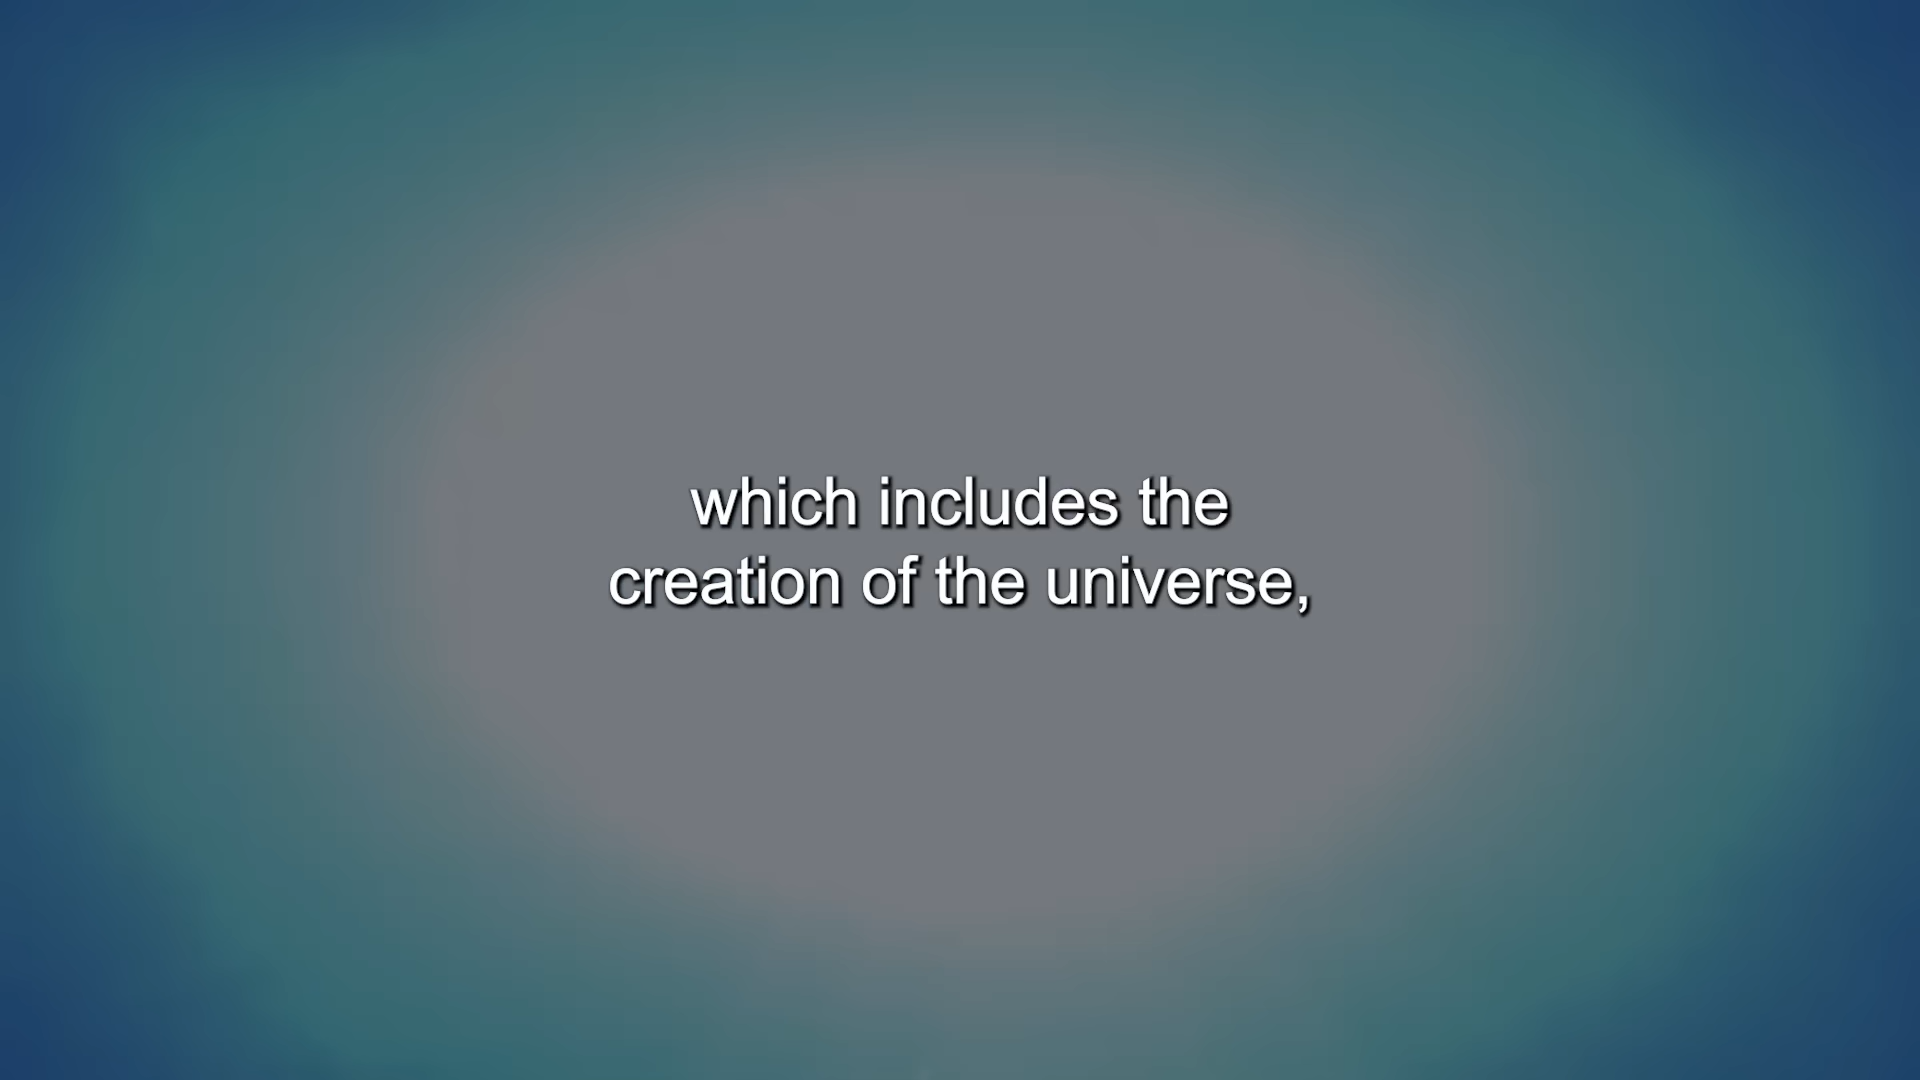 which includes the
creation of the universe,